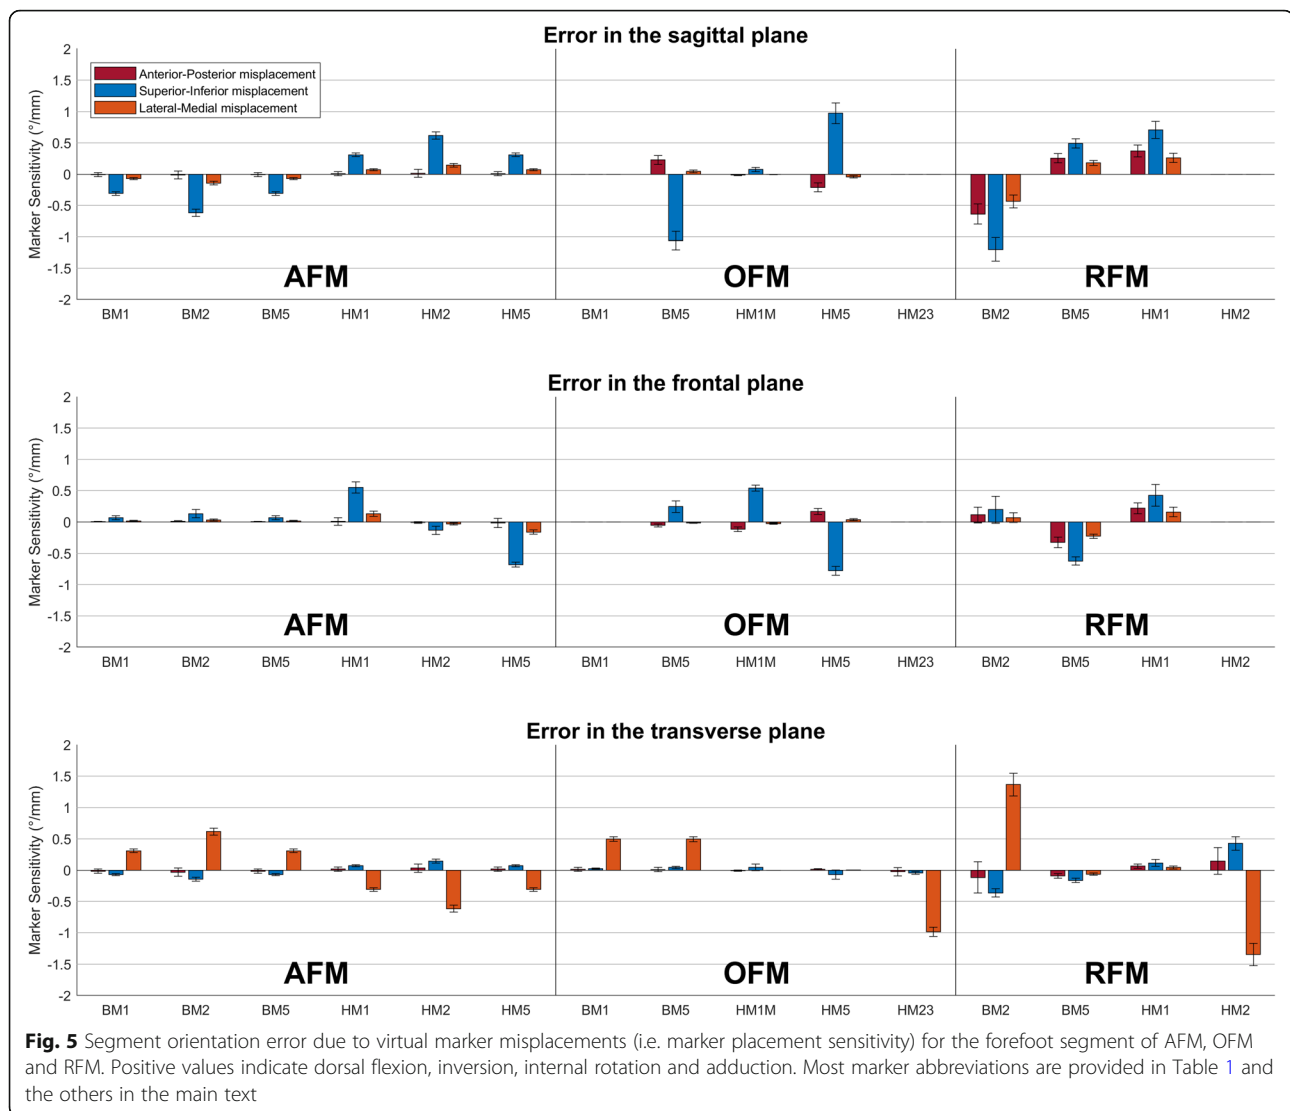 Error in the sagittal plane
Marker Sensitivity (°/mm)
2
1.5
1
0.5
0
-0.5
-1
-1.5
-2
Anterior-Posterior misplacement
Superior-Inferior misplacement
Lateral-Medial misplacement
AFM OFM RFM
BM1 BM2 BM5 HM1 HM2 HM5 BM1 BM5 HM1M HM5 HM23 BM2 BM5 HM1 HM2
Error in the frontal plane
Marker Sensitivity (°/mm)
2
1.5
1
0.5
0
-0.5
-1
-1.5
-2
AFM OFM RFM
BM1 BM2 BM5 HM1 HM2 HM5 BM1 BM5 HM1M HM5 HM23 BM2 BM5 HM1 HM2
Error in the transverse plane
Marker Sensitivity (°/mm)
2
1.5
1
0.5
0
-0.5
-1
-1.5
-2
AFM OFM RFM
BM1 BM2 BM5 HM1 HM2 HM5 BM1 BM5 HM1M HM5 HM23 BM2 BM5 HM1 HM2
Fig. 5 Segment orientation error due to virtual marker misplacements (i.e. marker placement sensitivity) for the forefoot segment of AFM, OFM
and RFM. Positive values indicate dorsal flexion, inversion, internal rotation and adduction. Most marker abbreviations are provided in Table 1 and
the others in the main text